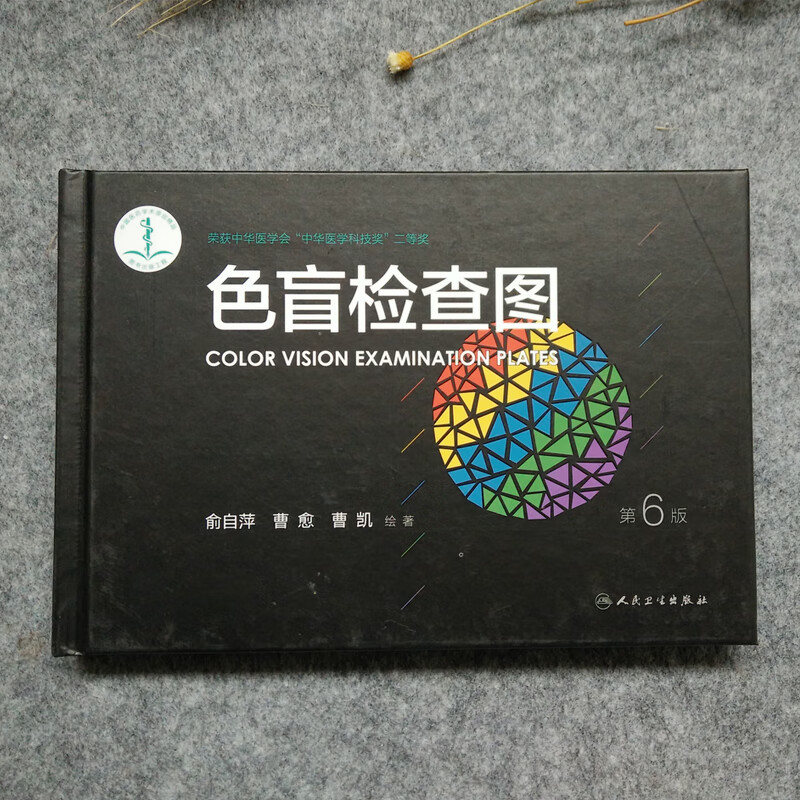 荣获中华医学会“中华医学科技奖”二等奖
色盲检查图
COLOR VISION EXAMINATION PLATES
俞自萍 曹愈 曹凯 绘著
第6版
人民卫生出版社